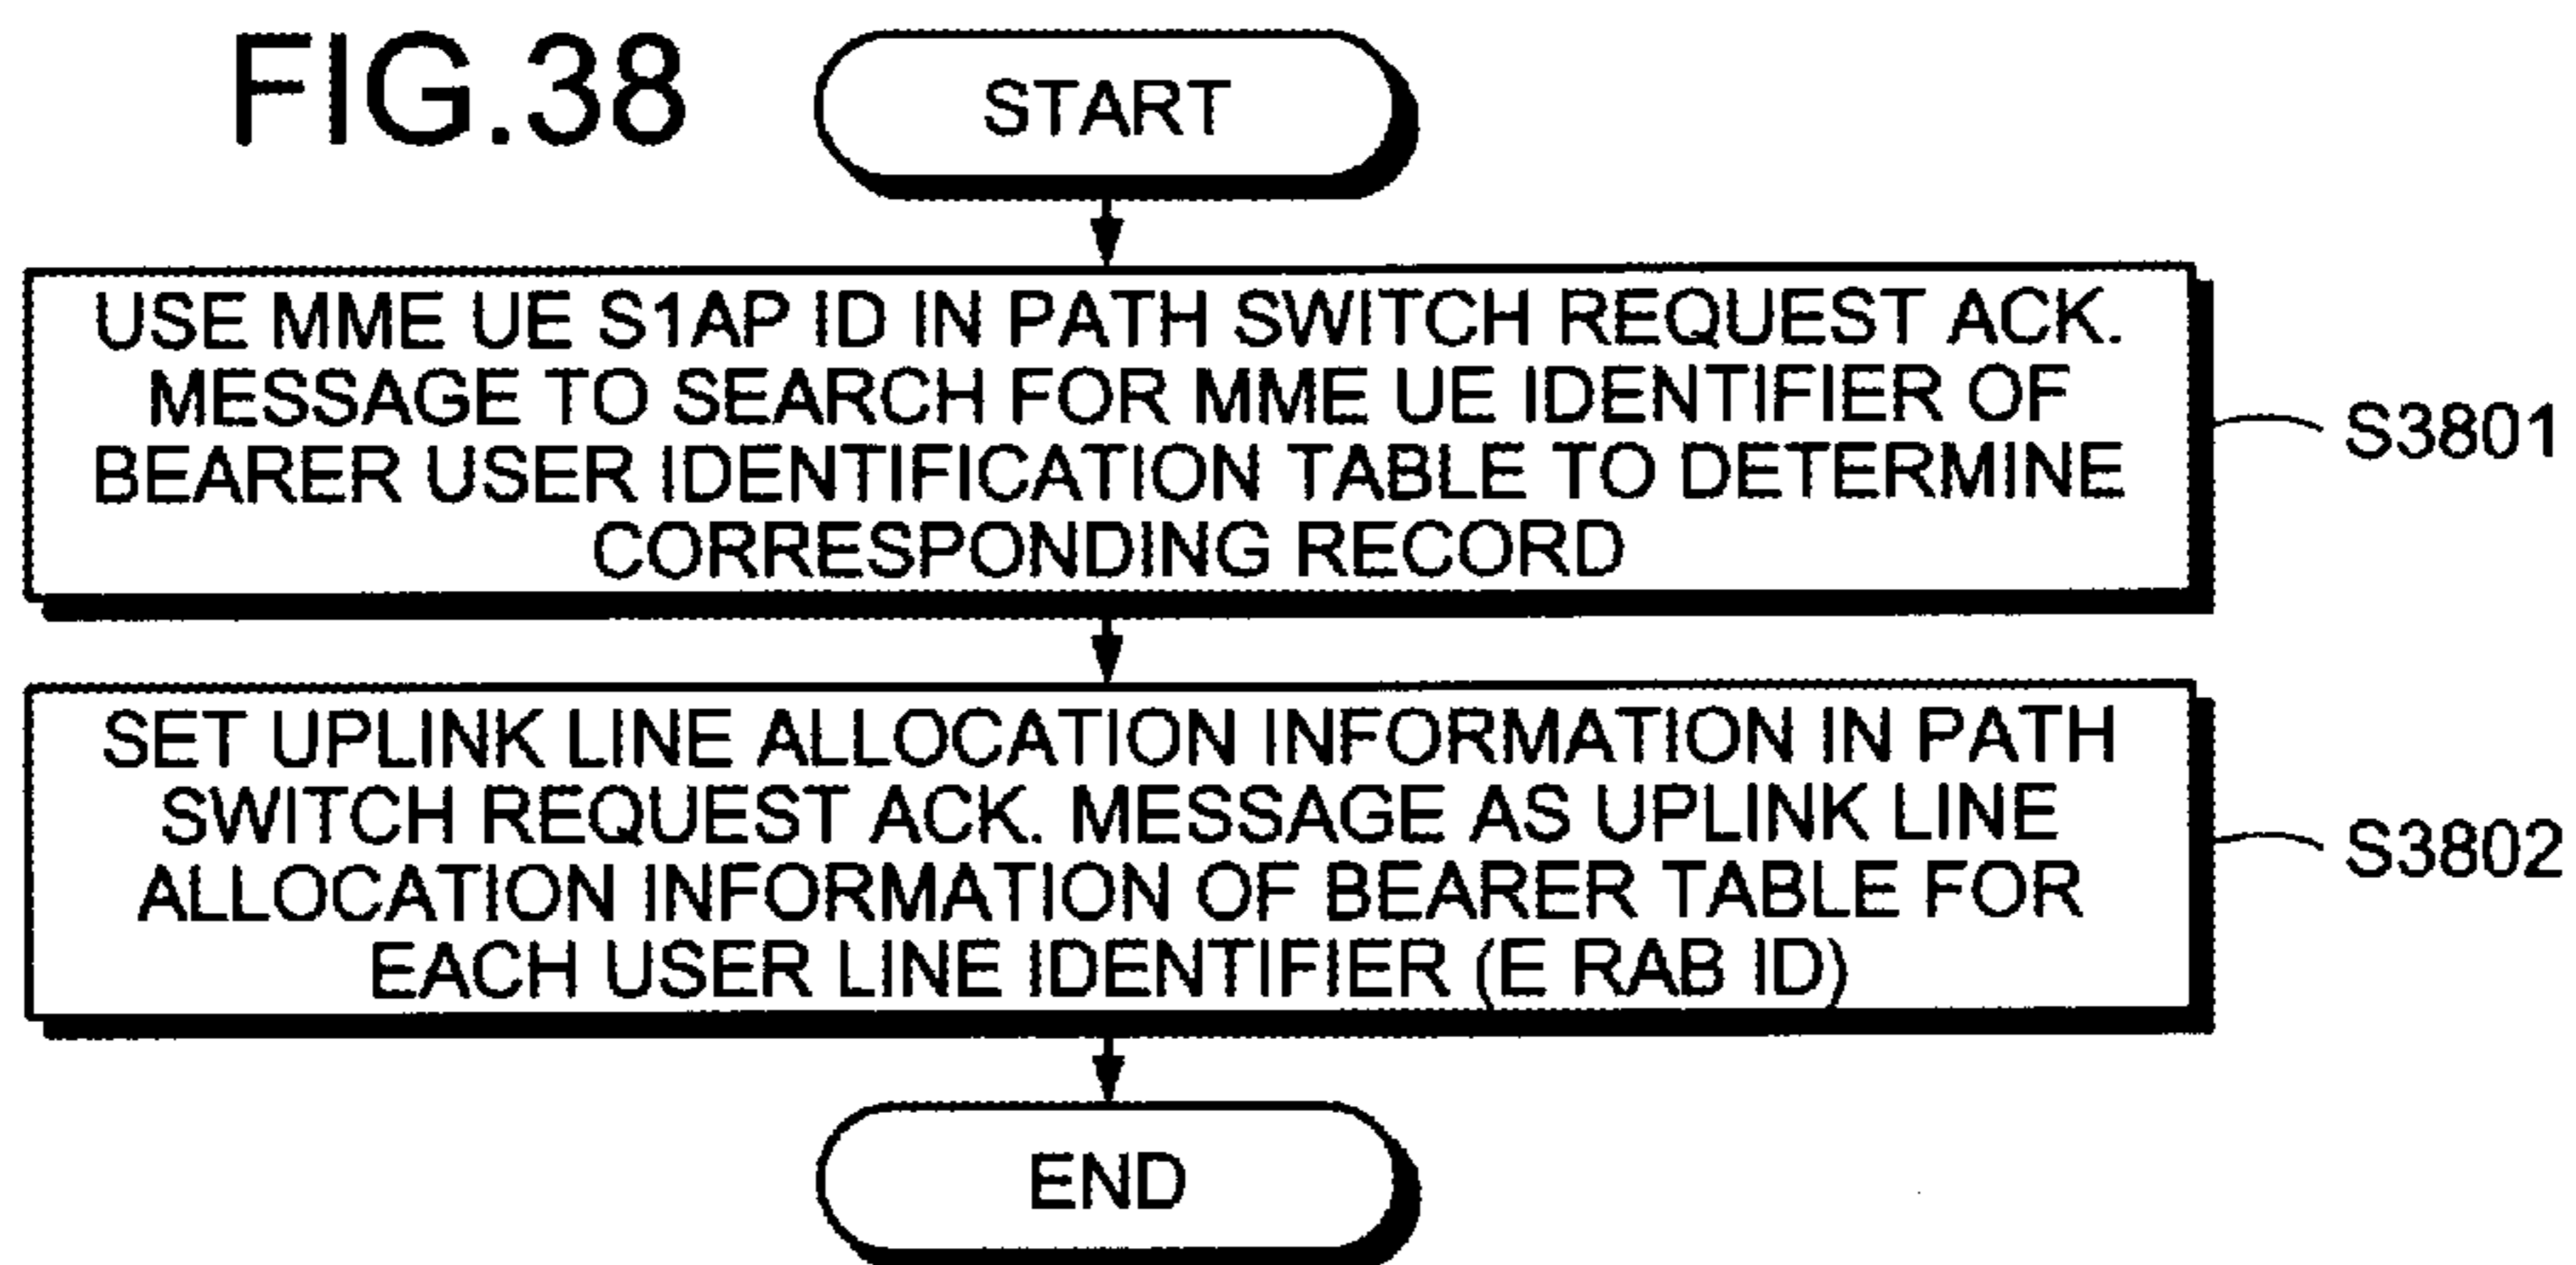 FIG.38
START
USE MME UE S1AP ID IN PATH SWITCH REQUEST ACK.
MESSAGE TO SEARCH FOR MME UE IDENTIFIER OF
BEARER USER IDENTIFICATION TABLE TO DETERMINE
CORRESPONDING RECORD
S3801
SET UPLINK LINE ALLOCATION INFORMATION IN PATH
SWITCH REQUEST ACK. MESSAGE AS UPLINK LINE
ALLOCATION INFORMATION OF BEARER TABLE FOR
EACH USER LINE IDENTIFIER (E RAB ID)
S3802
END